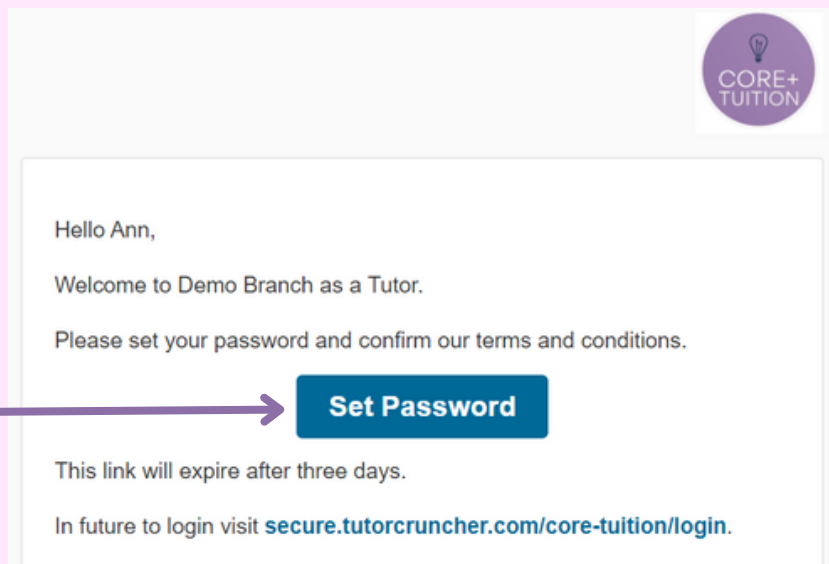 CORE+
TUITION
Hello Ann,
Welcome to Demo Branch as a Tutor.
Please set your password and confirm our terms and conditions.
Set Password
This link will expire after three days.
In future to login visit secure.tutorcruncher.com/core-tuition/login.